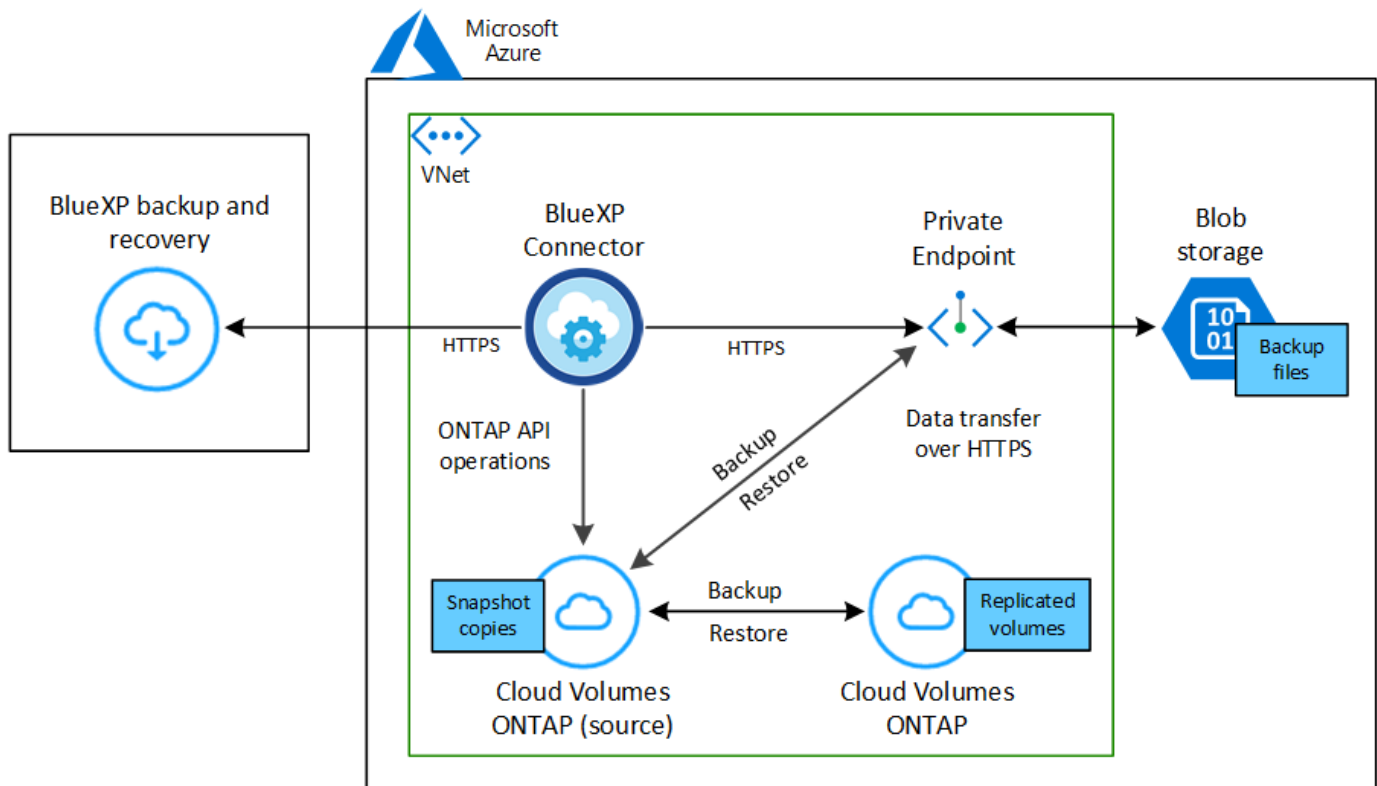 Microsoft
Azure
VNet
BlueXP backup and
recovery
BlueXP
Connector
Private
Endpoint
Blob
storage
10
01
Backup
files
HTTPS
HTTPS
ONTAP API
operations
Data transfer
over HTTPS
Backup
Restore
Snapshot
copies
Backup
Restore
Replicated
volumes
Cloud Volumes
ONTAP (source)
Cloud Volumes
ONTAP